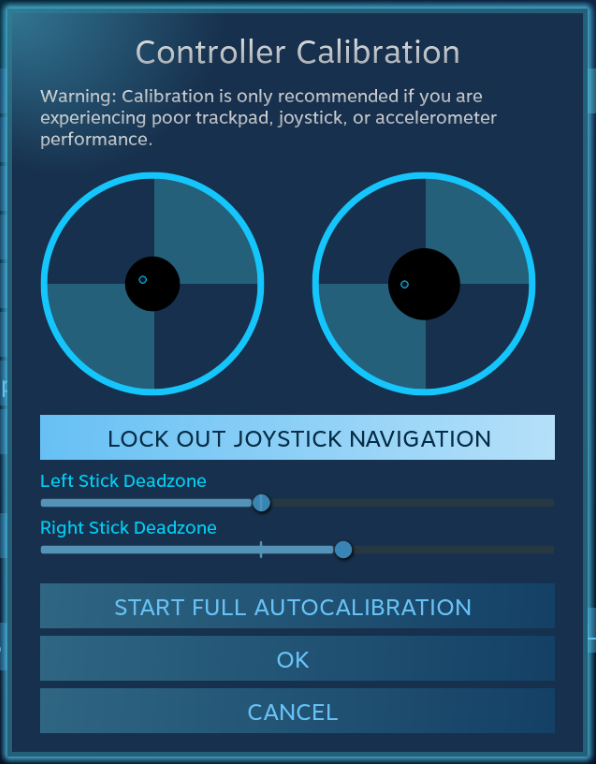 Controller Calibration
Warning: Calibration is only recommended if you are
experiencing poor trackpad, joystick, or accelerometer
performance.
LOCK OUT JOYSTICK NAVIGATION
Left Stick Deadzone
Right Stick Deadzone
START FULL AUTOCALIBRATION
OK
CANCEL